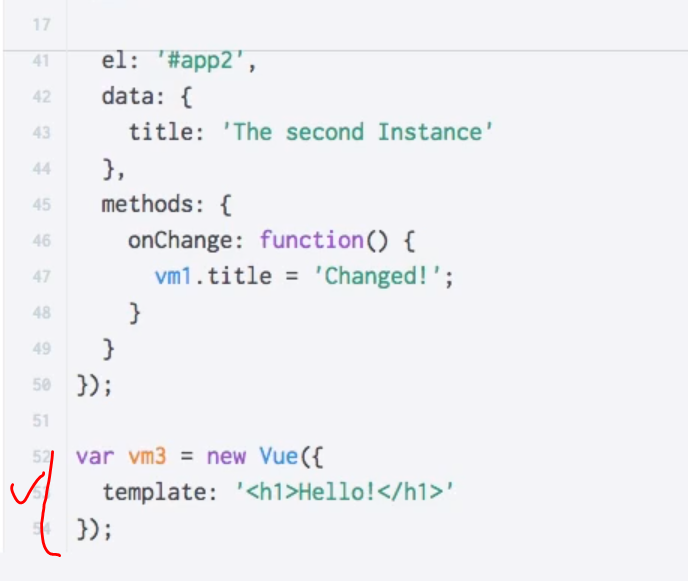 17
41 el: '#app2',
42 data: {
43 title: 'The second Instance'
44 },
45 methods: {
46 onChange: function() {
47 vm1.title = 'Changed!';
48 }
49 }
50 });
51
52 var vm3 = new Vue({
53 template: '<h1>Hello!</h1>'
54 });